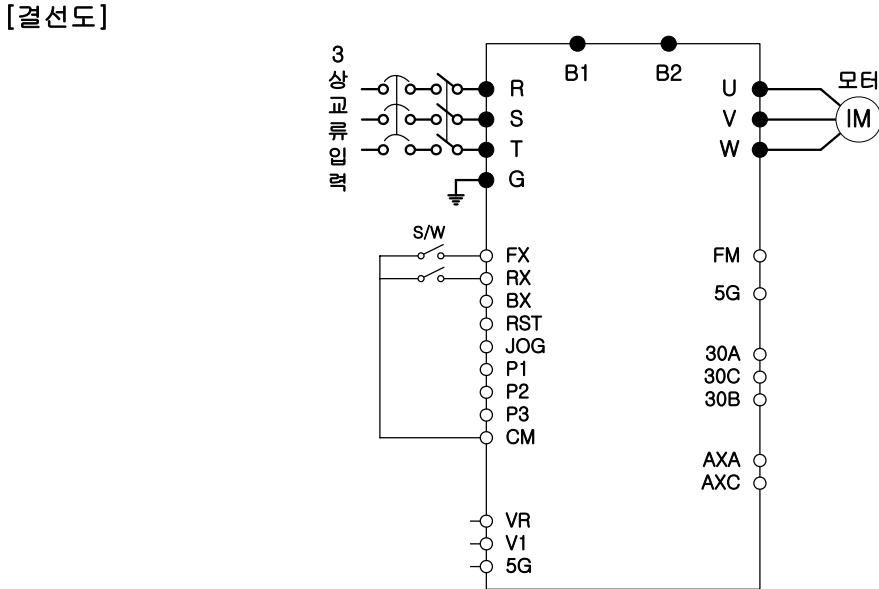 [결선도]
3상교류입력
B1 B2
R
S
T
G
U
V
W
모터
IM
S/W
FX
RX
BX
RST
JOG
P1
P2
P3
CM
VR
V1
5G
FM
5G
30A
30C
30B
AXA
AXC